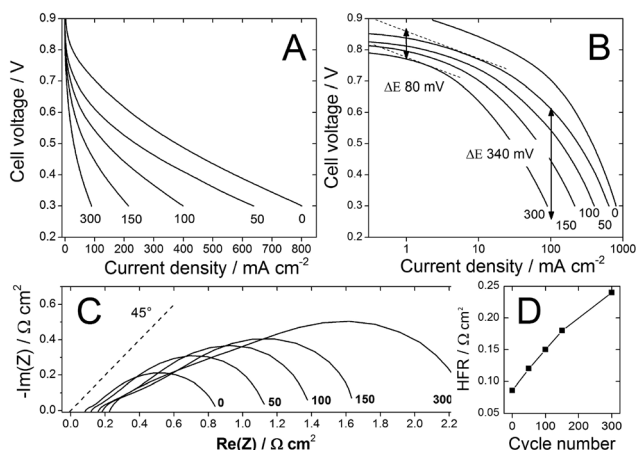 A
Cell voltage / V
0.9
0.8
0.7
0.6
0.5
0.4
0.3
0.2
300
150
100
50
0
0 100 200 300 400 500 600 700 800
Current density / mA cm-2
B
Cell voltage / V
0.9
0.8
0.7
0.6
0.5
0.4
0.3
0.2
ΔE 80 mV
ΔE 340 mV
300
150
100
50
0
1 10 100 1000
Current density / mA cm-2
C
-Im(Z) / Ω cm2
0.6
0.4
0.2
0.0
45°
0
50
100
150
300
0.0 0.2 0.4 0.6 0.8 1.0 1.2 1.4 1.6 1.8 2.0 2.2
Re(Z) / Ω cm2
D
HFR / Ω cm2
0.25
0.20
0.15
0.10
0.05
0 100 200 300
Cycle number